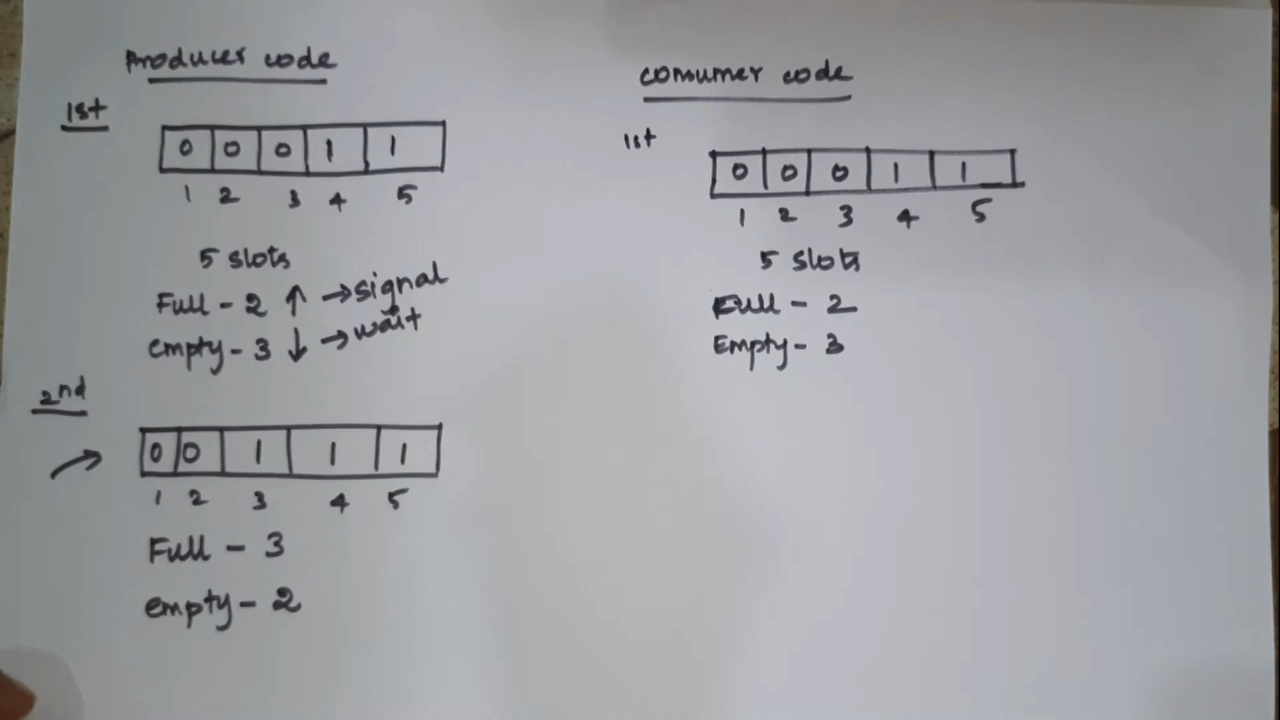 Producer code
1st
0 0 0 1 1
1 2 3 4 5
5 slots
Full - 2 ↑ → signal
empty - 3 ↓ → wait
2nd
0 0 1 1 1
1 2 3 4 5
Full - 3
empty - 2
consumer code
1st
0 0 0 1 1
1 2 3 4 5
5 slots
Full - 2
Empty - 3